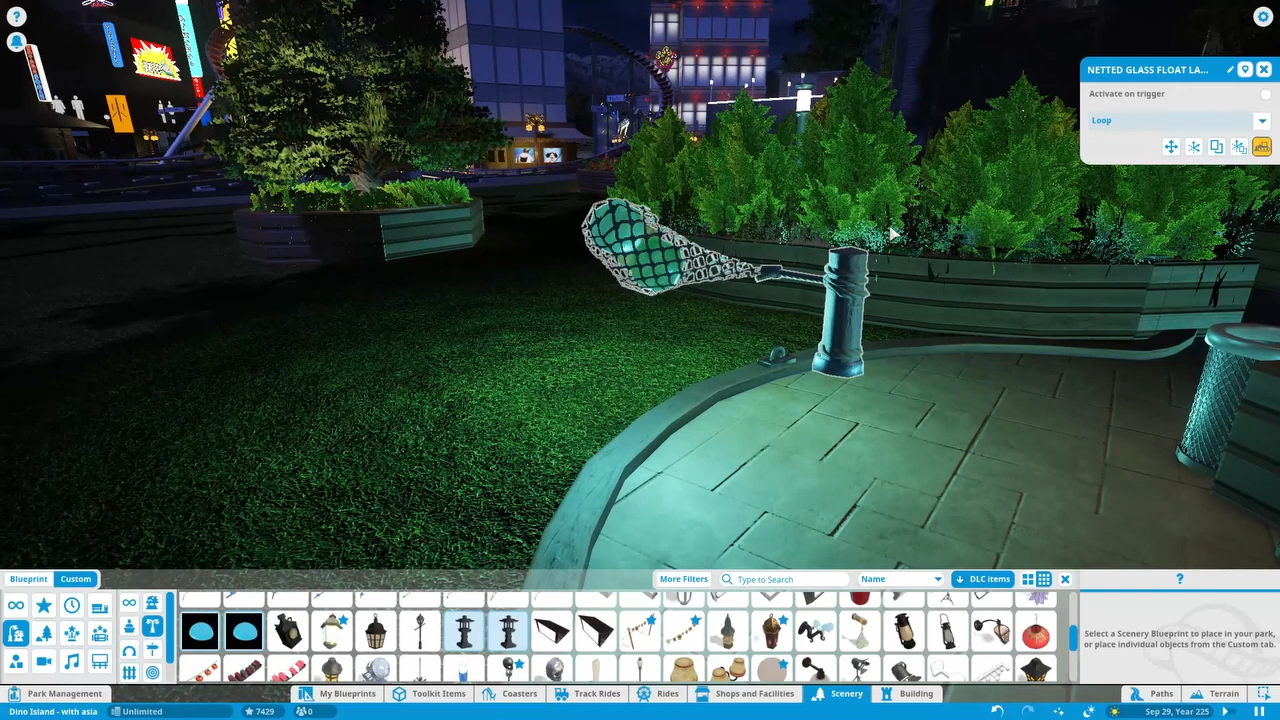 NETTED GLASS FLOAT LA...
Activate on trigger
Loop
Blueprint
Custom
More Filters
Type to Search
Name
DLC items
Select a Scenery Blueprint to place in your park,
or place individual objects from the Custom tab.
Park Management
My Blueprints
Toolkit Items
Coasters
Track Rides
Rides
Shops and Facilities
Scenery
Building
Paths
Terrain
Dino Island - with asia
Unlimited
7429
0
Sep 29, Year 225